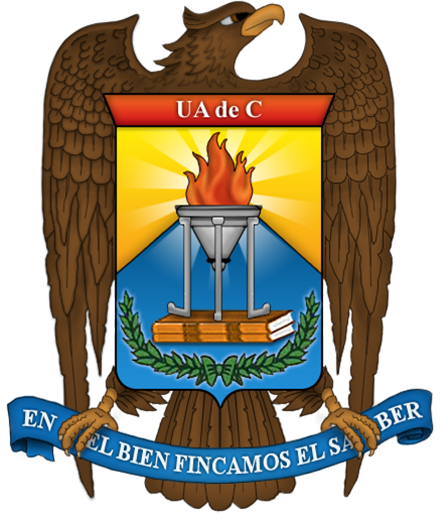 UA de C
EN EL BIEN FINCAMOS EL SABER